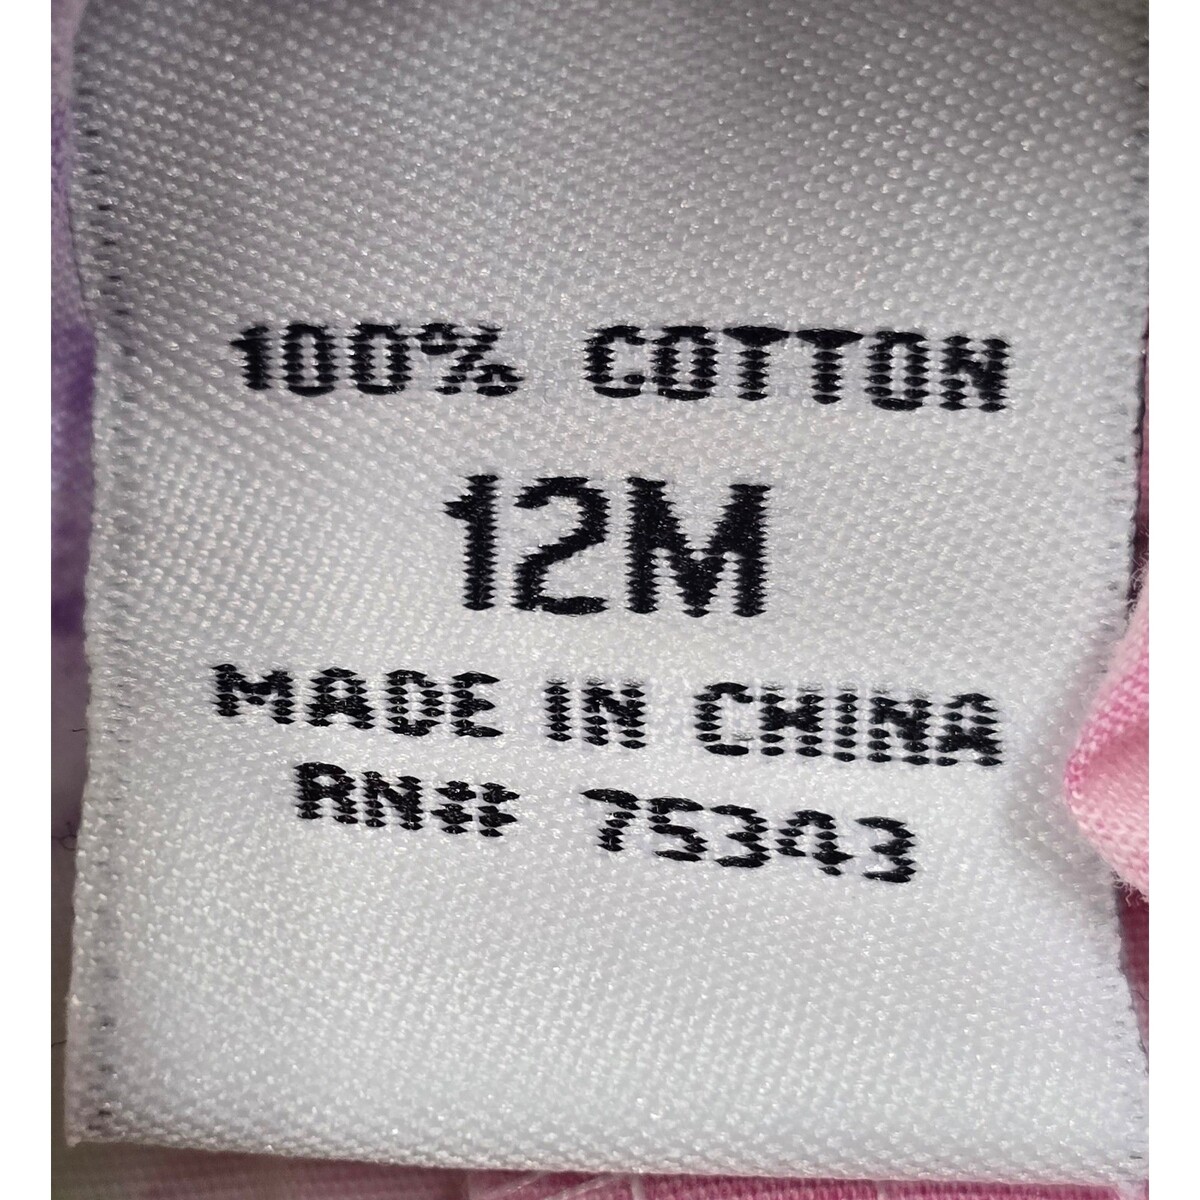 100% COTTON
12M
MADE IN CHINA
RN# 75343